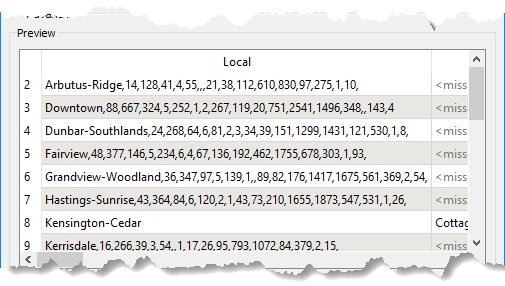 Preview
Local
2 Arbutus-Ridge,14,128,41,4,55,,,21,38,112,610,830,97,275,1,10, <miss
3 Downtown,88,667,324,5,252,1,2,267,119,20,751,2541,1496,348,,143,4 <miss
4 Dunbar-Southlands,24,268,64,6,81,2,3,34,39,151,1299,1431,121,530,1,8, <miss
5 Fairview,48,377,146,5,234,6,4,67,136,192,462,1755,678,303,1,93, <miss
6 Grandview-Woodland,36,347,97,5,139,1,,89,82,176,1417,1675,561,369,2,54, <miss
7 Hastings-Sunrise,43,364,84,6,120,2,1,43,73,210,1655,1873,547,531,1,26, <miss
8 Kensington-Cedar Cottag
9 Kerrisdale,16,266,39,3,54,,1,17,26,95,793,1072,84,379,2,15, <miss